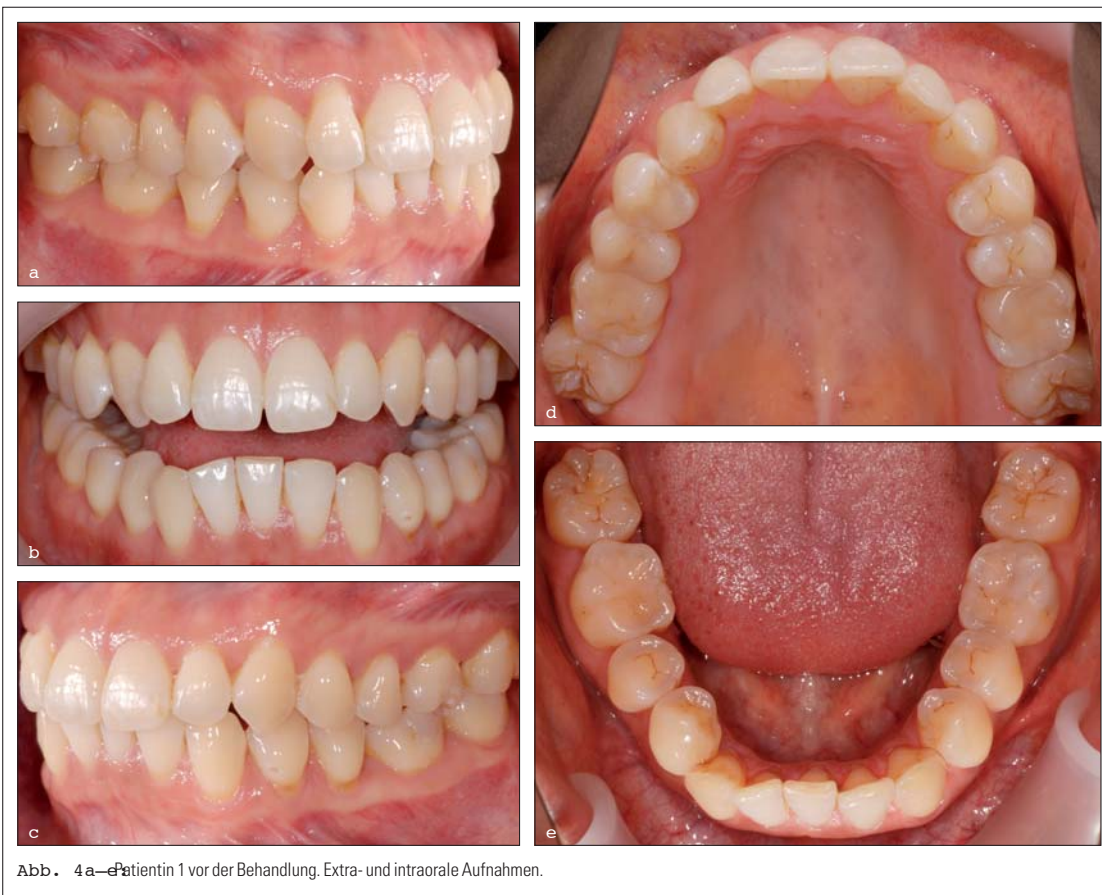 a
b
c
d
e
Abb. 4a–e: Patientin 1 vor der Behandlung. Extra- und intraorale Aufnahmen.